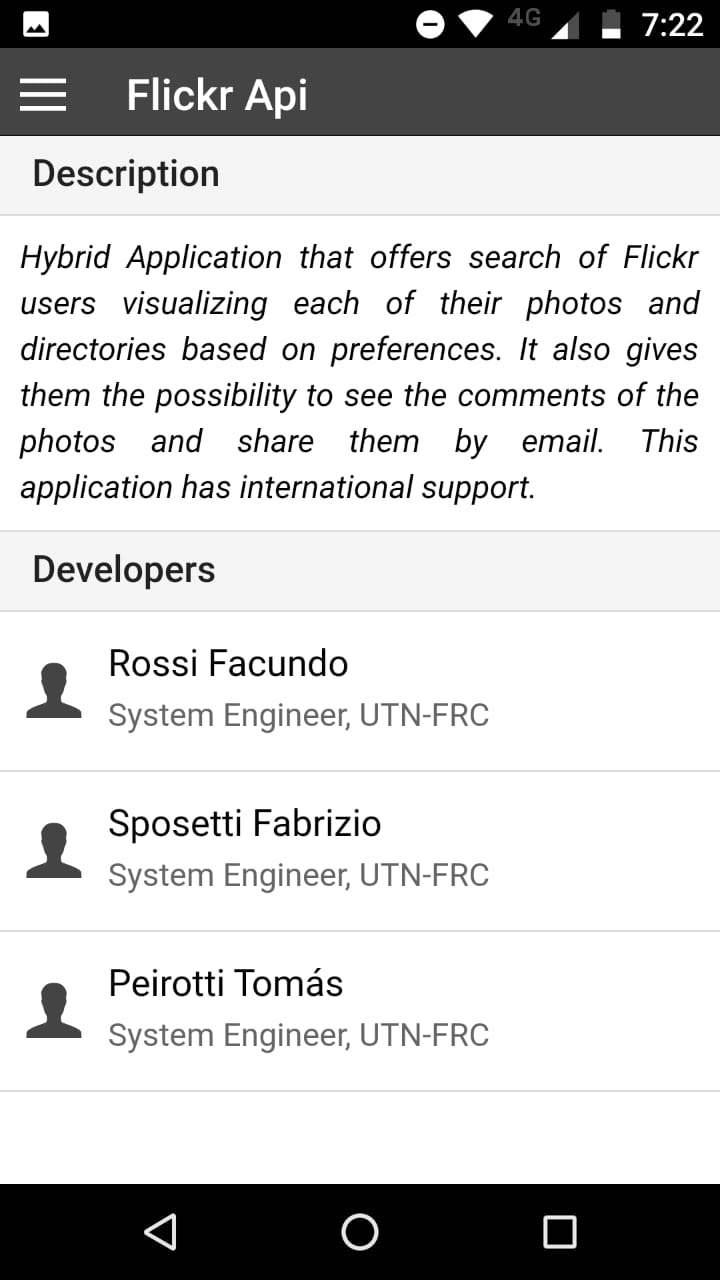 4G 7:22
Flickr Api
Description
Hybrid Application that offers search of Flickr
users visualizing each of their photos and
directories based on preferences. It also gives
them the possibility to see the comments of the
photos and share them by email. This
application has international support.
Developers
Rossi Facundo
System Engineer, UTN-FRC
Sposetti Fabrizio
System Engineer, UTN-FRC
Peirotti Tomás
System Engineer, UTN-FRC